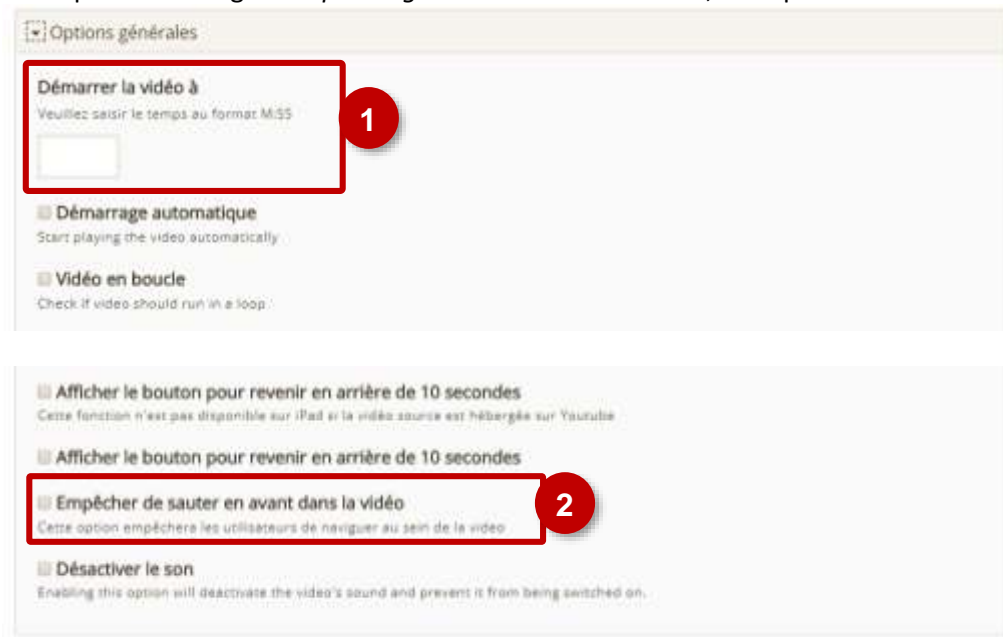 Options générales
Démarrer la vidéo à
Veuillez saisir le temps au format M:SS
1
Démarrage automatique
Start playing the video automatically
Vidéo en boucle
Check if video should run in a loop
Afficher le bouton pour revenir en arrière de 10 secondes
Cette fonction n'est pas disponible sur iPad si la vidéo source est hébergée sur Youtube
Afficher le bouton pour revenir en arrière de 10 secondes
Empêcher de sauter en avant dans la vidéo
2
Cette option empêchera les utilisateurs de naviguer au sein de la video
Désactiver le son
Enabling this option will deactivate the video's sound and prevent it from being switched on.